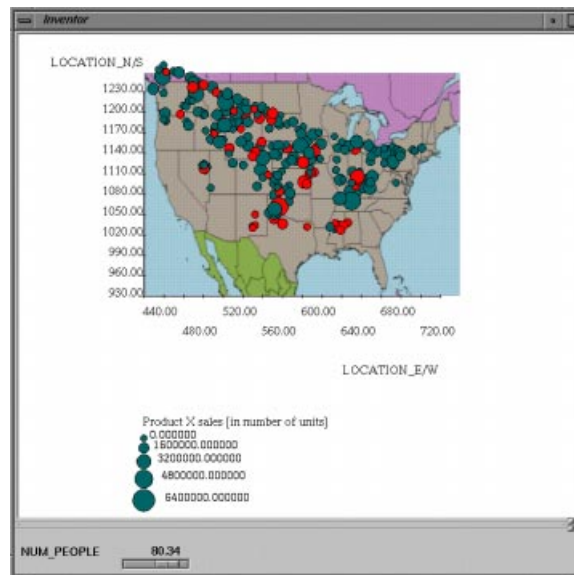 Inventor
LOCATION_N/S
1230.00
1200.00
1170.00
1140.00
1110.00
1080.00
1050.00
1020.00
990.00
960.00
930.00
440.00 520.00 600.00 680.00
480.00 560.00 640.00 720.00
LOCATION_E/W
Product X sales (in number of units)
0.000000
1600000.000000
3200000.000000
4800000.000000
6400000.000000
NUM_PEOPLE 80.34